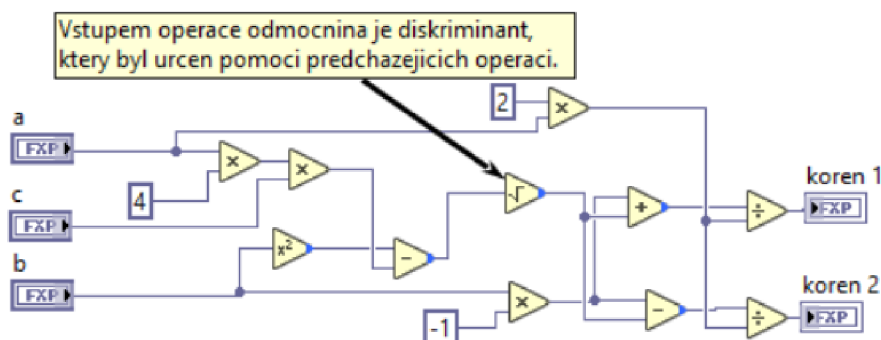 Vstupem operace odmocnina je diskriminant,
ktery byl urcen pomoci predchazejicich operaci.
2
×
a
FXP
×
×
4
√
+
÷
koren 1
FXP
c
FXP
x²
−
b
FXP
×
-1
−
÷
koren 2
FXP